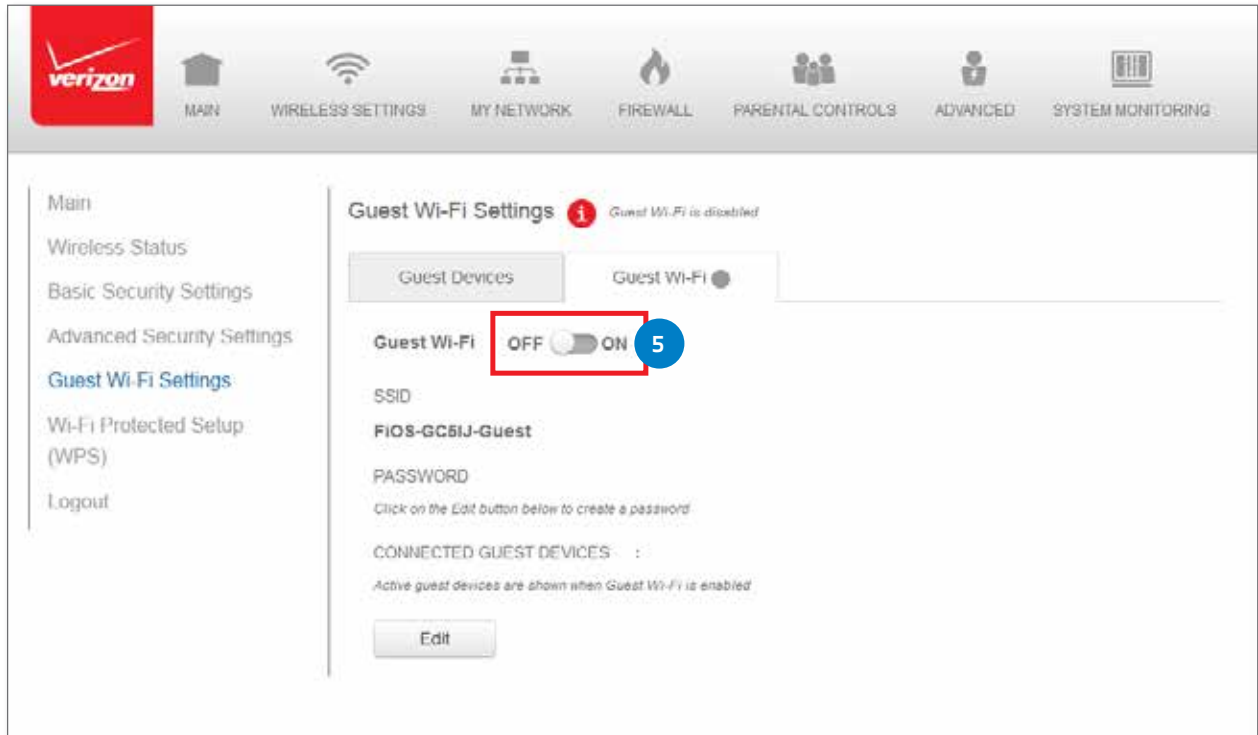 verizon
MAIN WIRELESS SETTINGS MY NETWORK FIREWALL PARENTAL CONTROLS ADVANCED SYSTEM MONITORING
Main
Wireless Status
Basic Security Settings
Advanced Security Settings
Guest Wi-Fi Settings
Wi-Fi Protected Setup
(WPS)
Logout
Guest Wi-Fi Settings i Guest Wi-Fi is disabled
Guest Devices Guest Wi-Fi
Guest Wi-Fi OFF ON 5
SSID
FiOS-GC5IJ-Guest
PASSWORD
Click on the Edit button below to create a password
CONNECTED GUEST DEVICES :
Active guest devices are shown when Guest Wi-Fi is enabled
Edit